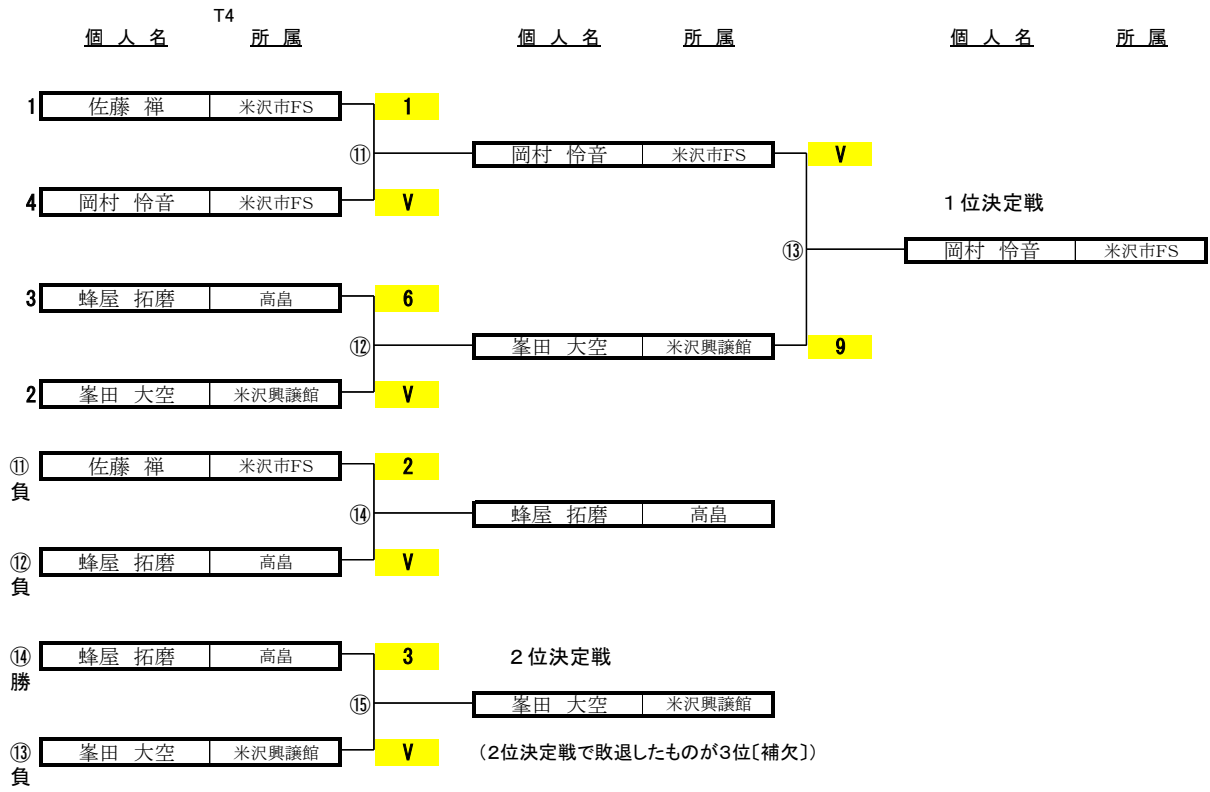 T4
個 人 名 所 属 個 人 名 所 属 個 人 名 所 属
1 佐藤 禅 米沢市FS 1
⑪ 岡村 怜音 米沢市FS V
4 岡村 怜音 米沢市FS V 1位決定戦
⑬ 岡村 怜音 米沢市FS
3 蜂屋 拓磨 高畠 6
⑫ 峯田 大空 米沢興譲館 9
2 峯田 大空 米沢興譲館 V
⑪ 佐藤 禅 米沢市FS 2
負
⑭ 蜂屋 拓磨 高畠
⑫ 蜂屋 拓磨 高畠 V
負
⑭ 蜂屋 拓磨 高畠 3 2位決定戦
勝
⑮ 峯田 大空 米沢興譲館
⑬ 峯田 大空 米沢興譲館 V (2位決定戦で敗退したものが3位〔補欠〕)
負